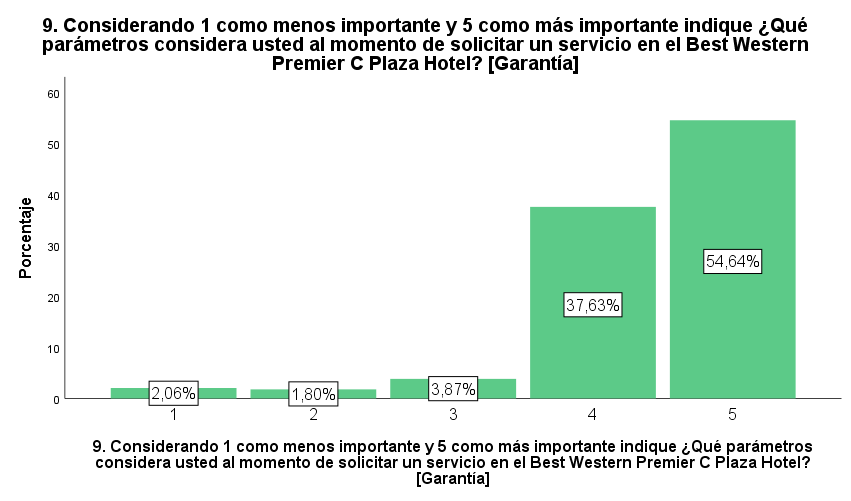 9. Considerando 1 como menos importante y 5 como más importante indique ¿Qué
parámetros considera usted al momento de solicitar un servicio en el Best Western
Premier C Plaza Hotel? [Garantía]
Porcentaje
60
50
40
30
20
10
0
2,06%
1,80%
3,87%
37,63%
54,64%
1
2
3
4
5
9. Considerando 1 como menos importante y 5 como más importante indique ¿Qué parámetros
considera usted al momento de solicitar un servicio en el Best Western Premier C Plaza Hotel?
[Garantía]